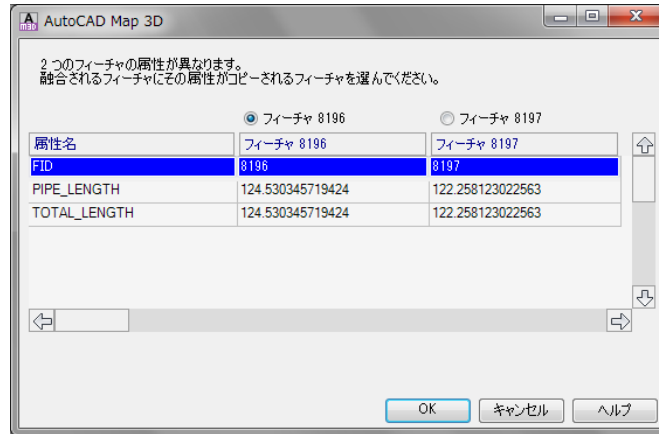 AutoCAD Map 3D
2 つのフィーチャの属性が異なります。
融合されるフィーチャにその属性がコピーされるフィーチャを選んでください。
フィーチャ 8196 フィーチャ 8197
属性名 フィーチャ 8196 フィーチャ 8197
FID 8196 8197
PIPE_LENGTH 124.530345719424 122.258123022563
TOTAL_LENGTH 124.530345719424 122.258123022563
OK キャンセル ヘルプ